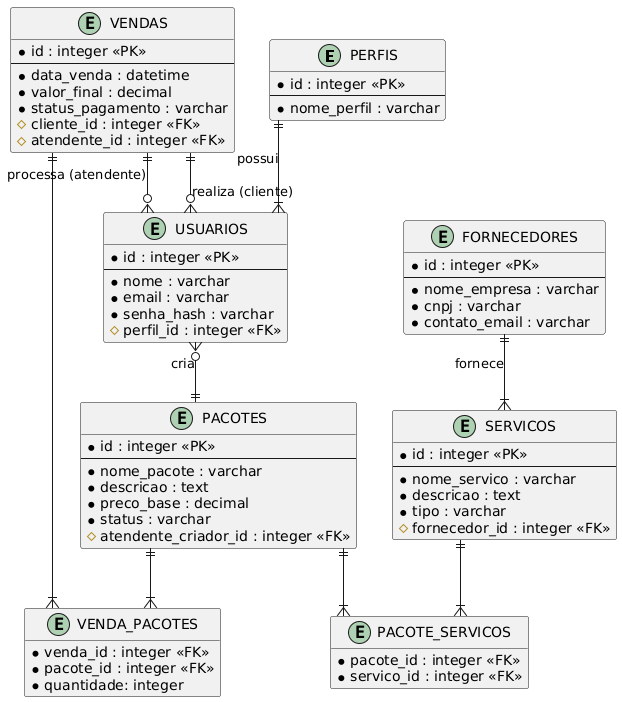 E VENDAS
id : integer «PK»
data_venda : datetime
valor_final : decimal
status_pagamento : varchar
cliente_id : integer «FK»
atendente_id : integer «FK»
E PERFIS
id : integer «PK»
nome_perfil : varchar
processa (atendente)
realiza (cliente)
possui
E USUARIOS
id : integer «PK»
nome : varchar
email : varchar
senha_hash : varchar
perfil_id : integer «FK»
E FORNECEDORES
id : integer «PK»
nome_empresa : varchar
cnpj : varchar
contato_email : varchar
cria
fornece
E PACOTES
id : integer «PK»
nome_pacote : varchar
descricao : text
preco_base : decimal
status : varchar
atendente_criador_id : integer «FK»
E SERVICOS
id : integer «PK»
nome_servico : varchar
descricao : text
tipo : varchar
fornecedor_id : integer «FK»
E VENDA_PACOTES
venda_id : integer «FK»
pacote_id : integer «FK»
quantidade: integer
E PACOTE_SERVICOS
pacote_id : integer «FK»
servico_id : integer «FK»